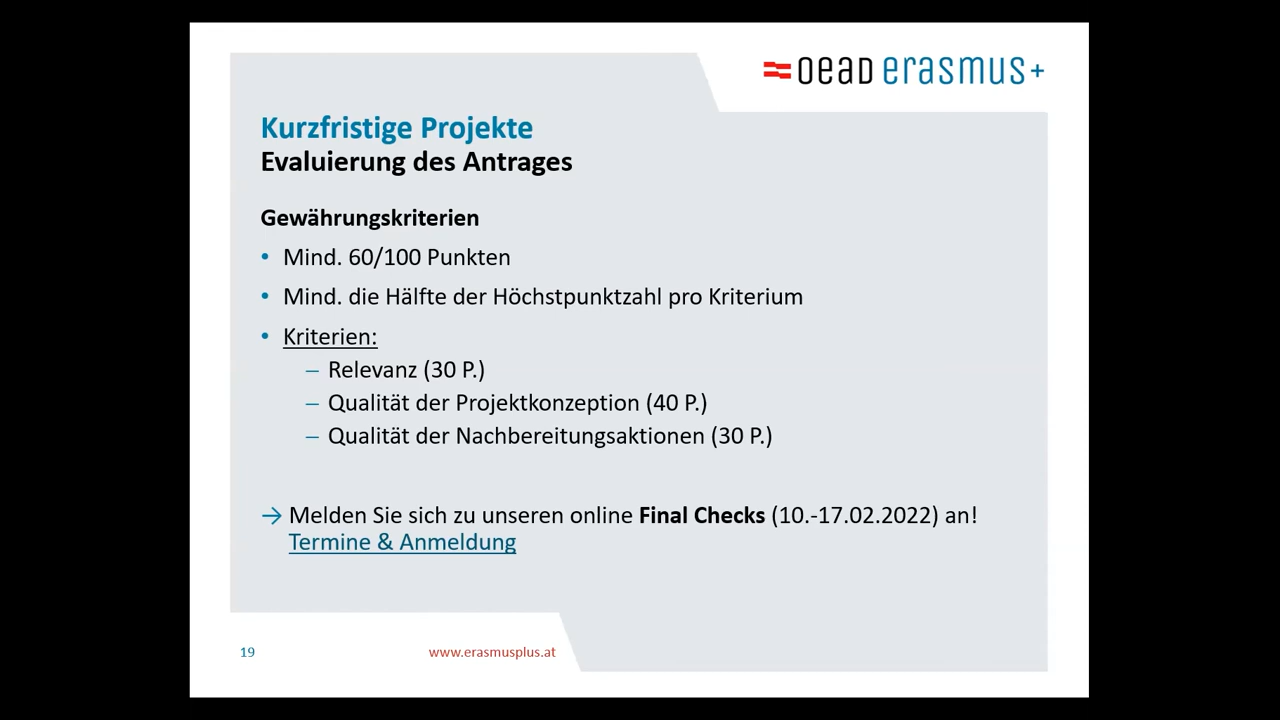 OEAD erasmus+
Kurzfristige Projekte
Evaluierung des Antrages
Gewährungskriterien
• Mind. 60/100 Punkten
• Mind. die Hälfte der Höchstpunktzahl pro Kriterium
• Kriterien:
– Relevanz (30 P.)
– Qualität der Projektkonzeption (40 P.)
– Qualität der Nachbereitungsaktionen (30 P.)
→ Melden Sie sich zu unseren online Final Checks (10.-17.02.2022) an!
Termine & Anmeldung
19 www.erasmusplus.at